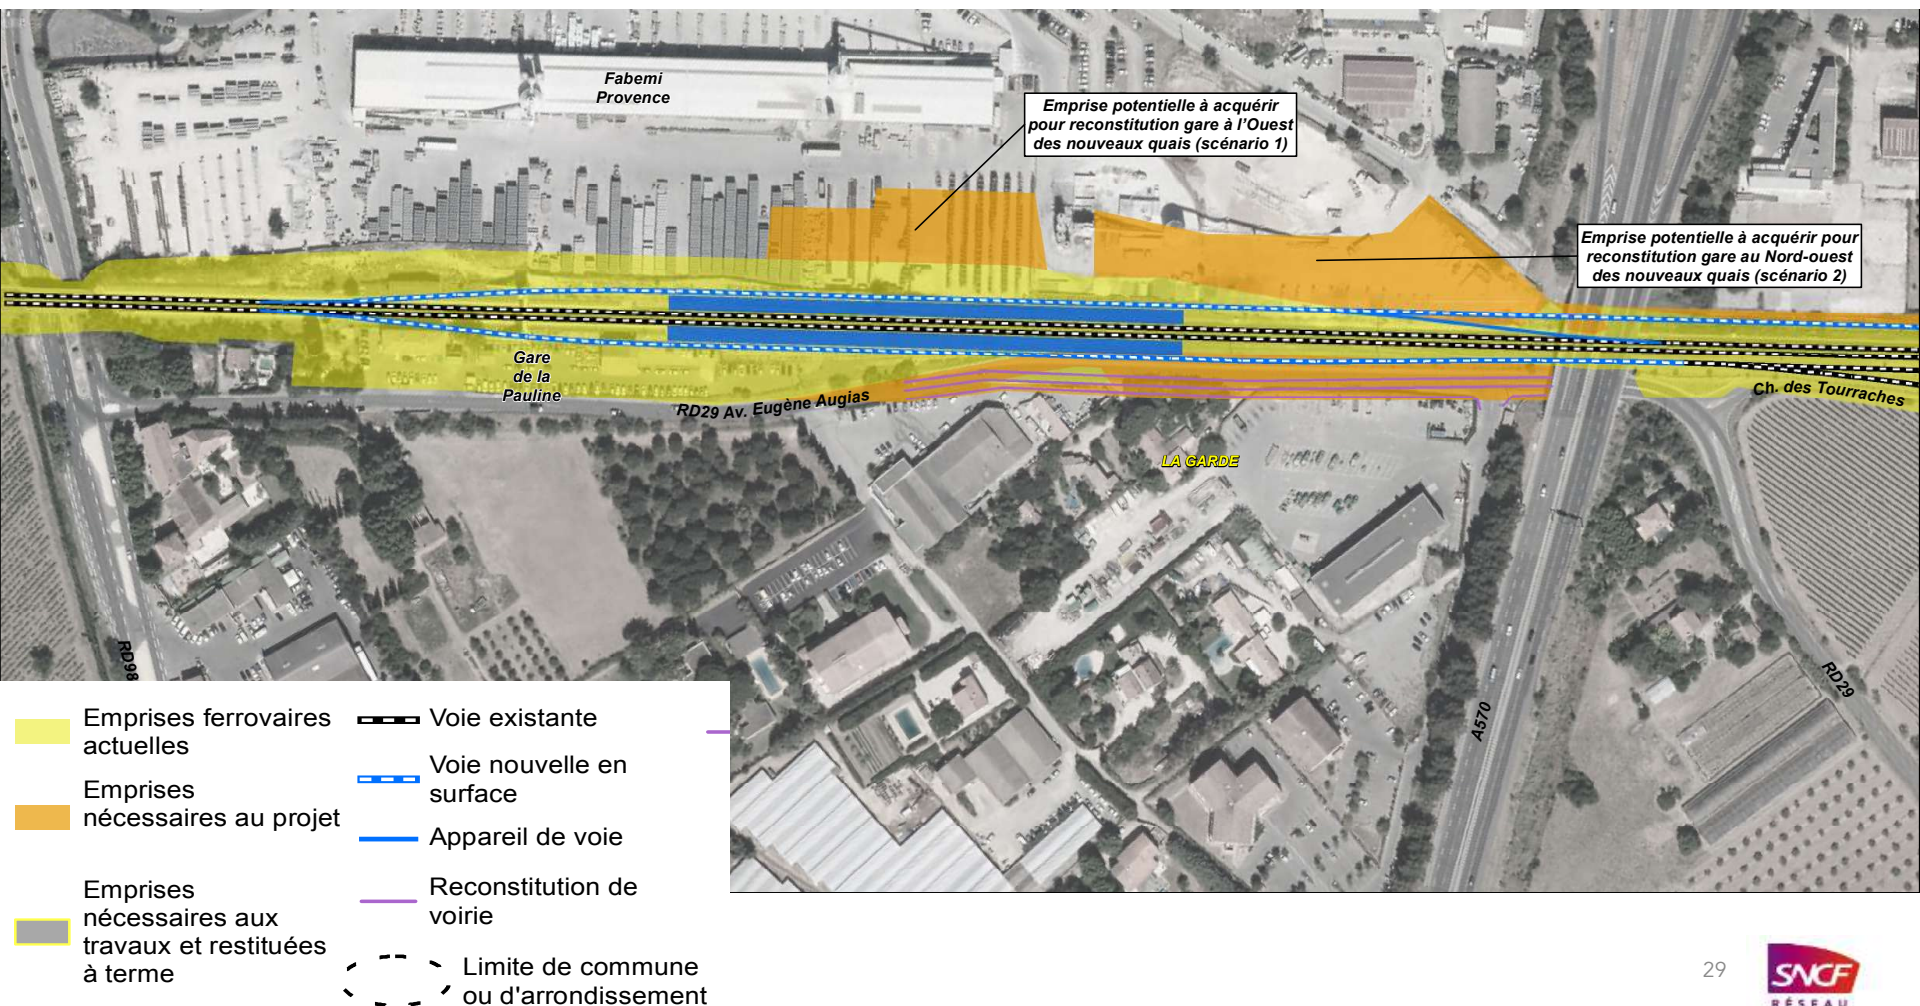 Fabemi
Provence
Emprise potentielle à acquérir
pour reconstitution gare à l'Ouest
des nouveaux quais (scénario 1)
Emprise potentielle à acquérir pour
reconstitution gare au Nord-ouest
des nouveaux quais (scénario 2)
Gare
de la
Pauline
RD29 Av. Eugène Augias
Ch. des Tourraches
LA GARDE
RD98
A570
RD29
Emprises ferrovaires
actuelles
Emprises
nécessaires au projet
Emprises
nécessaires aux
travaux et restituées
à terme
Voie existante
Voie nouvelle en
surface
Appareil de voie
Reconstitution de
voirie
Limite de commune
ou d'arrondissement
29
SNCF
RÉSEAU